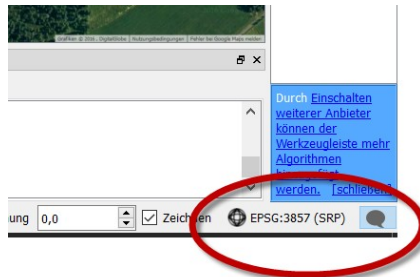 Grafiken © 2016, DigitalGlobe | Nutzungsbedingungen | Fehler bei Google Maps melden
Durch Einschalten
weiterer Anbieter
können der
Werkzeugleiste mehr
Algorithmen
hinzugefügt
werden. [schließen]
ung 0,0 Zeichnen EPSG:3857 (SRP)